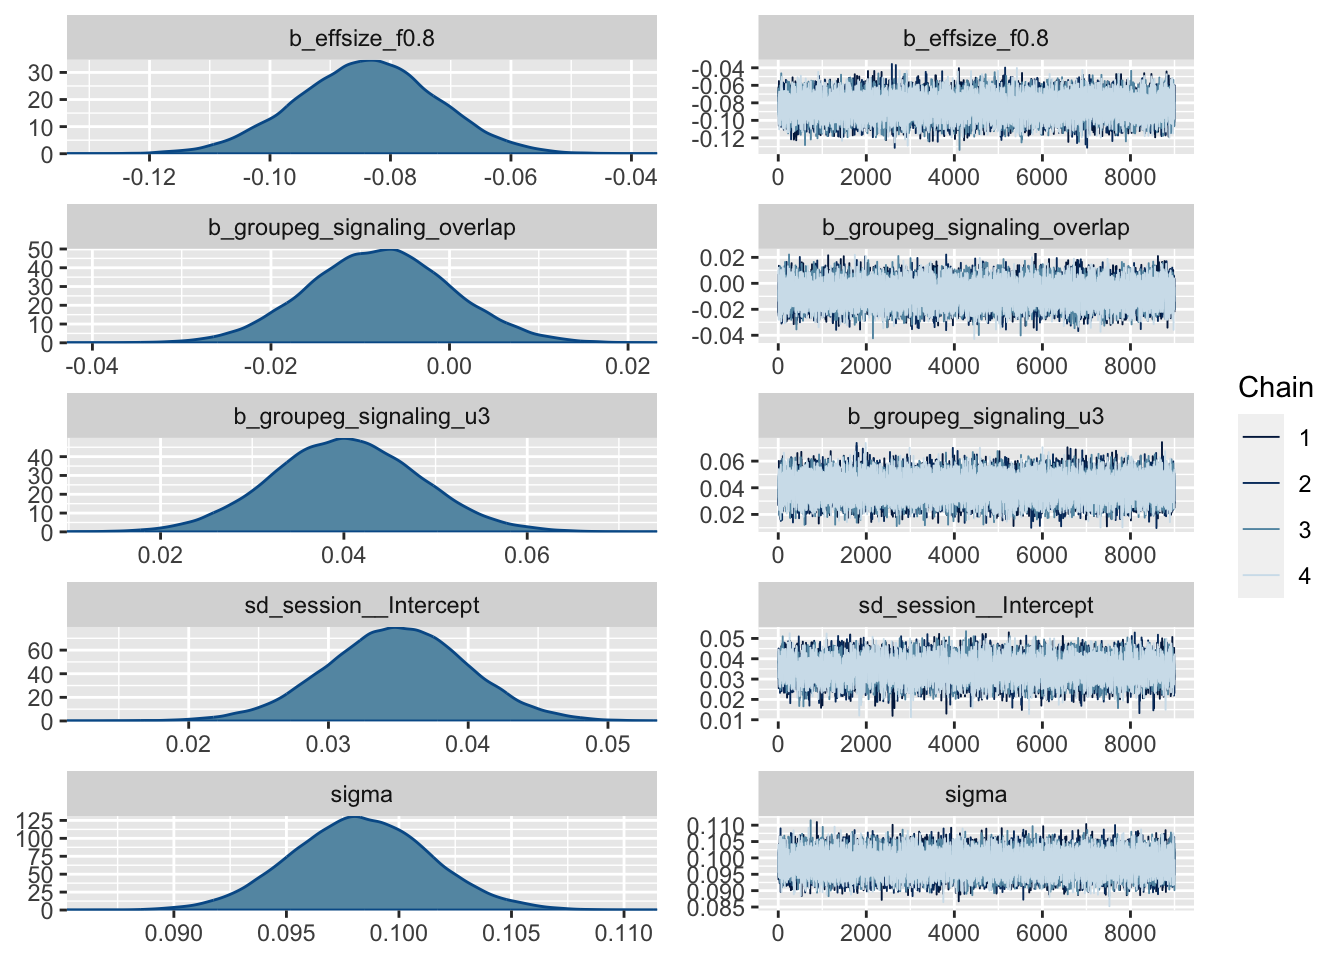 b_effsize_f0.8
30
20
10
0
-0.12 -0.10 -0.08 -0.06 -0.04
b_effsize_f0.8
-0.04
-0.06
-0.08
-0.10
-0.12
0 2000 4000 6000 8000
b_groupeg_signaling_overlap
50
40
30
20
10
0
-0.04 -0.02 0.00 0.02
b_groupeg_signaling_overlap
0.02
0.00
-0.02
-0.04
0 2000 4000 6000 8000
b_groupeg_signaling_u3
40
30
20
10
0
0.02 0.04 0.06
b_groupeg_signaling_u3
0.06
0.04
0.02
0 2000 4000 6000 8000
sd_session__Intercept
60
40
20
0
0.02 0.03 0.04 0.05
sd_session__Intercept
0.05
0.04
0.03
0.02
0.01
0 2000 4000 6000 8000
sigma
125
100
75
50
25
0
0.090 0.095 0.100 0.105 0.110
sigma
0.110
0.105
0.100
0.095
0.090
0.085
0 2000 4000 6000 8000
Chain
1
2
3
4